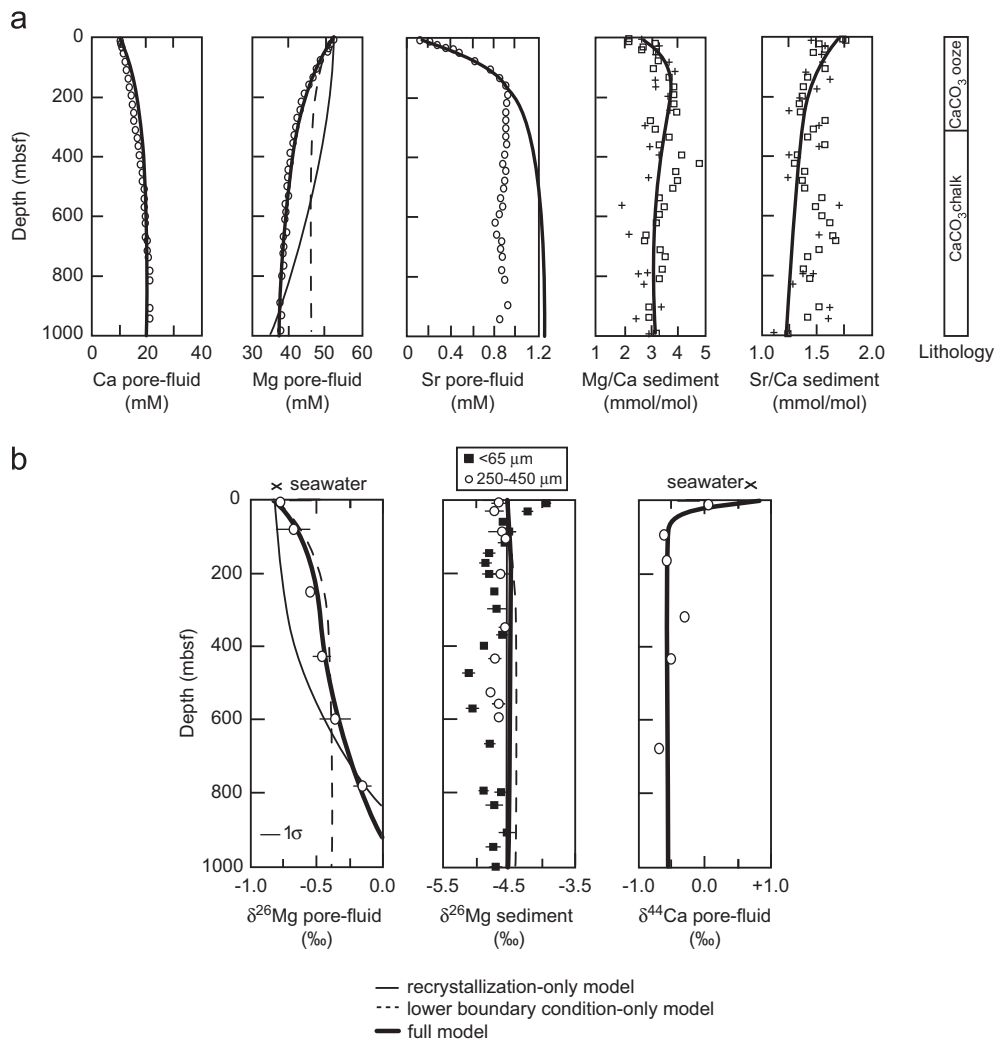 a
0
200
400
600
800
1000
Depth (mbsf)
0 20 40
Ca pore-fluid
(mM)
30 40 50 60
Mg pore-fluid
(mM)
0 0.4 0.8 1.2
Sr pore-fluid
(mM)
1 2 3 4 5
Mg/Ca sediment
(mmol/mol)
1.0 1.5 2.0
Sr/Ca sediment
(mmol/mol)
CaCO3 ooze
CaCO3 chalk
Lithology
b
<65 μm
250-450 μm
x seawater
seawater x
0
200
400
600
800
1000
Depth (mbsf)
1σ
-1.0 -0.5 0.0
δ26Mg pore-fluid
(‰)
-5.5 -4.5 -3.5
δ26Mg sediment
(‰)
-1.0 0.0 +1.0
δ44Ca pore-fluid
(‰)
recrystallization-only model
lower boundary condition-only model
full model